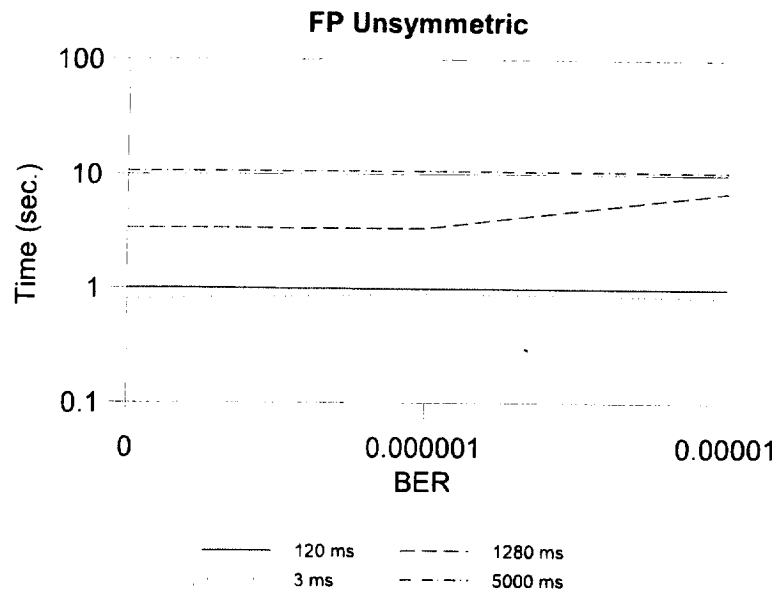 FP Unsymmetric
100
10
1
0.1
Time (sec.)
0 0.000001 0.00001
BER
120 ms 1280 ms
3 ms 5000 ms